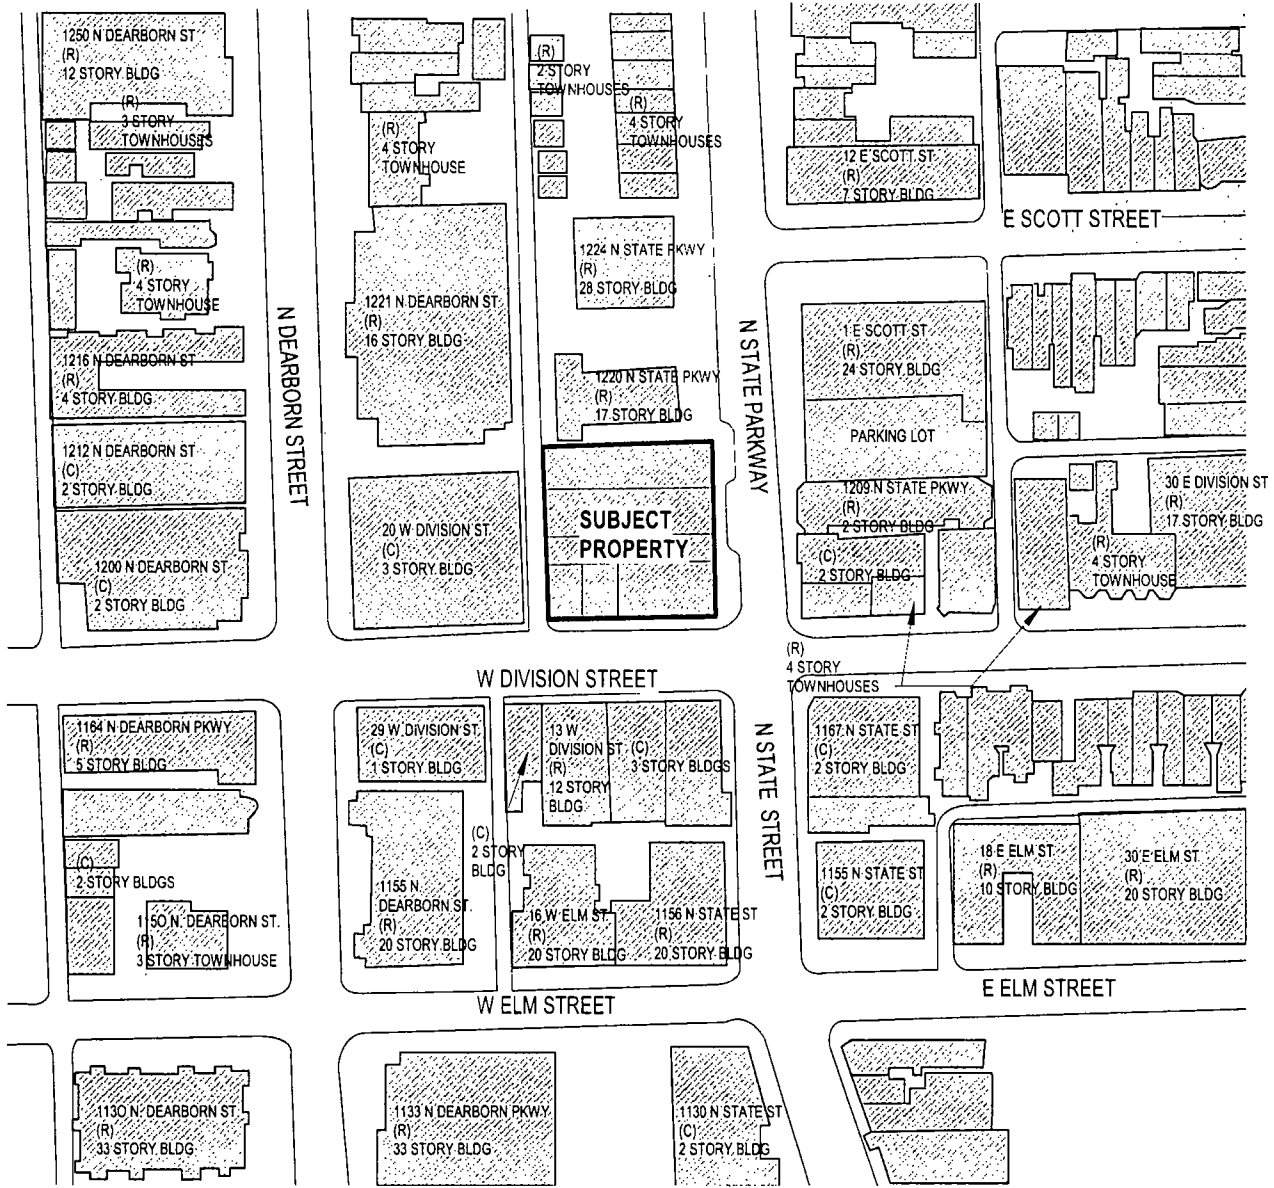 1250 N DEARBORN ST
(R)
12 STORY BLDG
(R)
3 STORY
TOWNHOUSES
(R)
4 STORY
TOWNHOUSE
(R)
2 STORY
TOWNHOUSES
(R)
4 STORY
TOWNHOUSES
12 E SCOTT ST
(R)
7 STORY BLDG
E SCOTT STREET
(R)
4 STORY
TOWNHOUSE
1224 N STATE PKWY
(R)
28 STORY BLDG
1221 N DEARBORN ST
(R)
16 STORY BLDG
N DEARBORN STREET
N STATE PARKWAY
1 E SCOTT ST
(R)
24 STORY BLDG
1216 N DEARBORN ST
(R)
4 STORY BLDG
1220 N STATE PKWY
(R)
17 STORY BLDG
PARKING LOT
1212 N DEARBORN ST
(C)
2 STORY BLDG
1209 N STATE PKWY
(R)
2 STORY BLDG
30 E DIVISION ST
(R)
17 STORY BLDG
20 W DIVISION ST
(C)
3 STORY BLDG
SUBJECT
PROPERTY
(C)
2 STORY BLDG
(R)
4 STORY
TOWNHOUSE
1200 N DEARBORN ST
(C)
2 STORY BLDG
(R)
4 STORY
TOWNHOUSES
W DIVISION STREET
1164 N DEARBORN PKWY
(R)
5 STORY BLDG
29 W DIVISION ST
(C)
1 STORY BLDG
13 W
DIVISION ST
(R)
12 STORY
BLDG
(C)
3 STORY BLDGS
N STATE STREET
1167 N STATE ST
(C)
2 STORY BLDG
(C)
2 STORY
BLDG
(C)
2 STORY BLDGS
1150 N. DEARBORN ST.
(R)
3 STORY TOWNHOUSE
1155 N
DEARBORN ST.
(R)
20 STORY BLDG
16 W ELM ST
(R)
20 STORY BLDG
1156 N STATE ST
(R)
20 STORY BLDG
1155 N STATE ST
(C)
2 STORY BLDG
18 E ELM ST
(R)
10 STORY BLDG
30 E ELM ST
(R)
20 STORY BLDG
W ELM STREET
E ELM STREET
1130 N. DEARBORN ST
(R)
33 STORY BLDG
1133 N DEARBORN PKWY
(R)
33 STORY BLDG
1130 N STATE ST
(C)
2 STORY BLDG